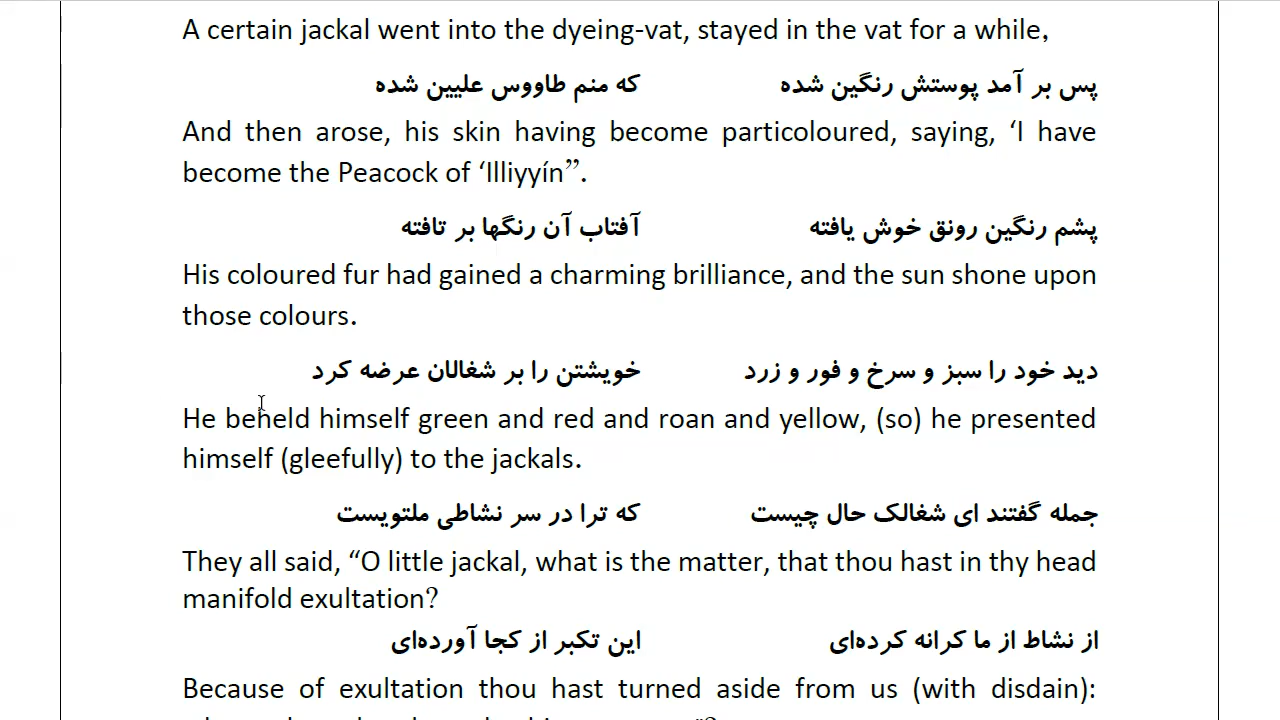 A certain jackal went into the dyeing-vat, stayed in the vat for a while,
پس بر آمد پوستش رنگین شده که منم طاووس علیین شده
And then arose, his skin having become particoloured, saying, ‘I have
become the Peacock of ‘Illiyyín”.
پشم رنگین رونق خوش یافته آفتاب آن رنگها بر تافته
His coloured fur had gained a charming brilliance, and the sun shone upon
those colours.
دید خود را سبز و سرخ و فور و زرد خویشتن را بر شغالان عرضه کرد
He beheld himself green and red and roan and yellow, (so) he presented
himself (gleefully) to the jackals.
جمله گفتند ای شغالک حال چیست که ترا در سر نشاطی ملتویست
They all said, “O little jackal, what is the matter, that thou hast in thy head
manifold exultation?
از نشاط از ما کرانه کرده‌ای این تکبر از کجا آورده‌ای
Because of exultation thou hast turned aside from us (with disdain):